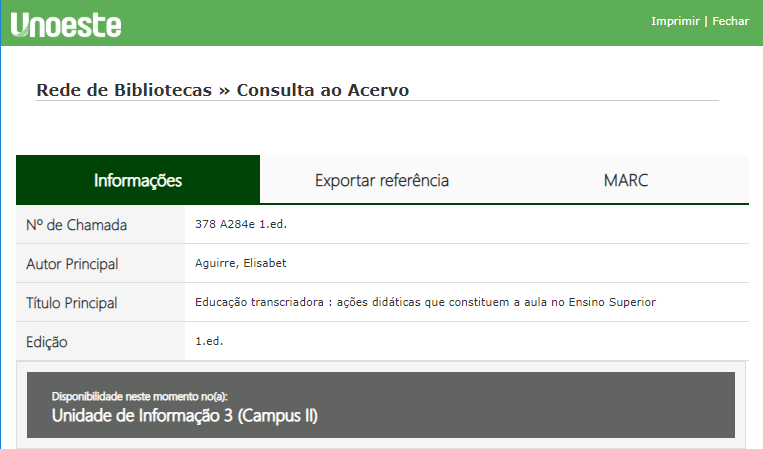 Unoeste
Imprimir | Fechar
Rede de Bibliotecas » Consulta ao Acervo
Informações
Exportar referência
MARC
Nº de Chamada
378 A284e 1.ed.
Autor Principal
Aguirre, Elisabet
Título Principal
Educação transcriadora : ações didáticas que constituem a aula no Ensino Superior
Edição
1.ed.
Disponibilidade neste momento no(a):
Unidade de Informação 3 (Campus II)